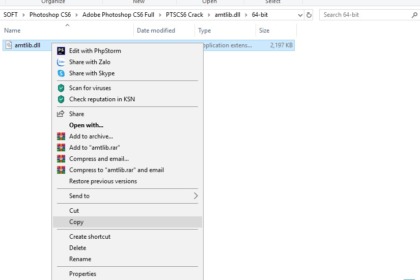 Organize
New
Open
Select
SOFT › Photoshop CS6 › Adobe Photoshop CS6 Full › PTSCS6 Crack › amtlib.dll › 64-bit
Search 64-bit
Name
Date modified
Type
Size
amtlib.dll
pplication extens...
2,197 KB
Edit with PhpStorm
Share with Zalo
Share with Skype
Scan for viruses
Check reputation in KSN
Share
Open with...
Add to archive...
Add to "amtlib.rar"
Compress and email...
Compress to "amtlib.rar" and email
Restore previous versions
Send to
Cut
Copy
Create shortcut
Delete
Rename
Properties